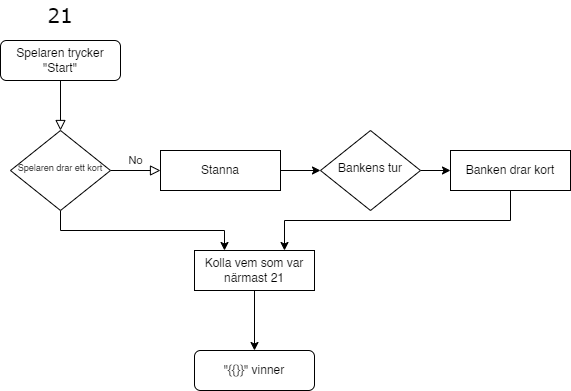 21
Spelaren trycker
"Start"
Spelaren drar ett kort
No
Stanna
Bankens tur
Banken drar kort
Kolla vem som var
närmast 21
"{{}}" vinner